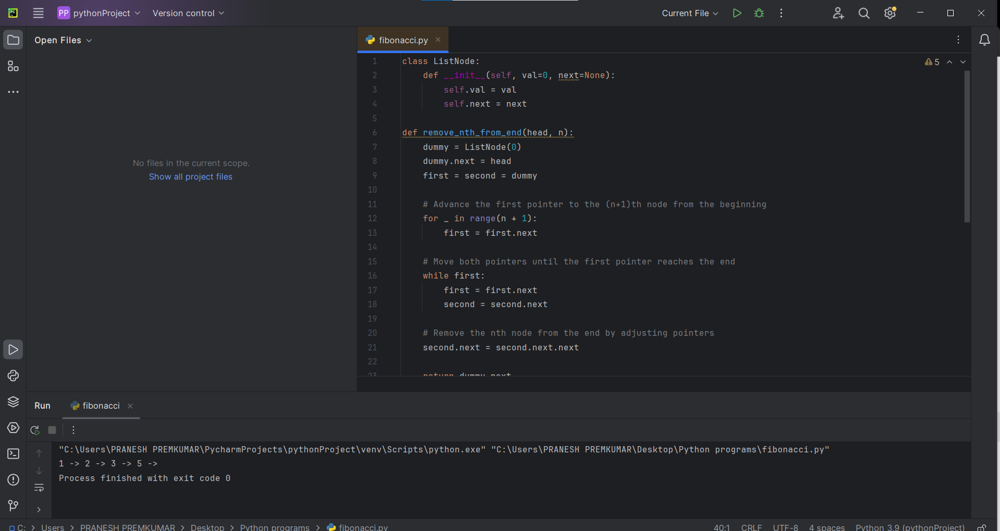 PC
PP pythonProject Version control Current File
Open Files
fibonacci.py
5
No files in the current scope.
Show all project files
1 class ListNode:
2     def __init__(self, val=0, next=None):
3         self.val = val
4         self.next = next
5
6 def remove_nth_from_end(head, n):
7     dummy = ListNode(0)
8     dummy.next = head
9     first = second = dummy
10
11     # Advance the first pointer to the (n+1)th node from the beginning
12     for _ in range(n + 1):
13         first = first.next
14
15     # Move both pointers until the first pointer reaches the end
16     while first:
17         first = first.next
18         second = second.next
19
20     # Remove the nth node from the end by adjusting pointers
21     second.next = second.next.next
22
23     return dummy.next
Run fibonacci
"C:\Users\PRANESH PREMKUMAR\PycharmProjects\pythonProject\venv\Scripts\python.exe" "C:\Users\PRANESH PREMKUMAR\Desktop\Python programs\fibonacci.py"
1 -> 2 -> 3 -> 5 ->
Process finished with exit code 0
C: > Users > PRANESH PREMKUMAR > Desktop > Python programs > fibonacci.py 40:1 CRLF UTF-8 4 spaces Python 3.9 (pythonProject)